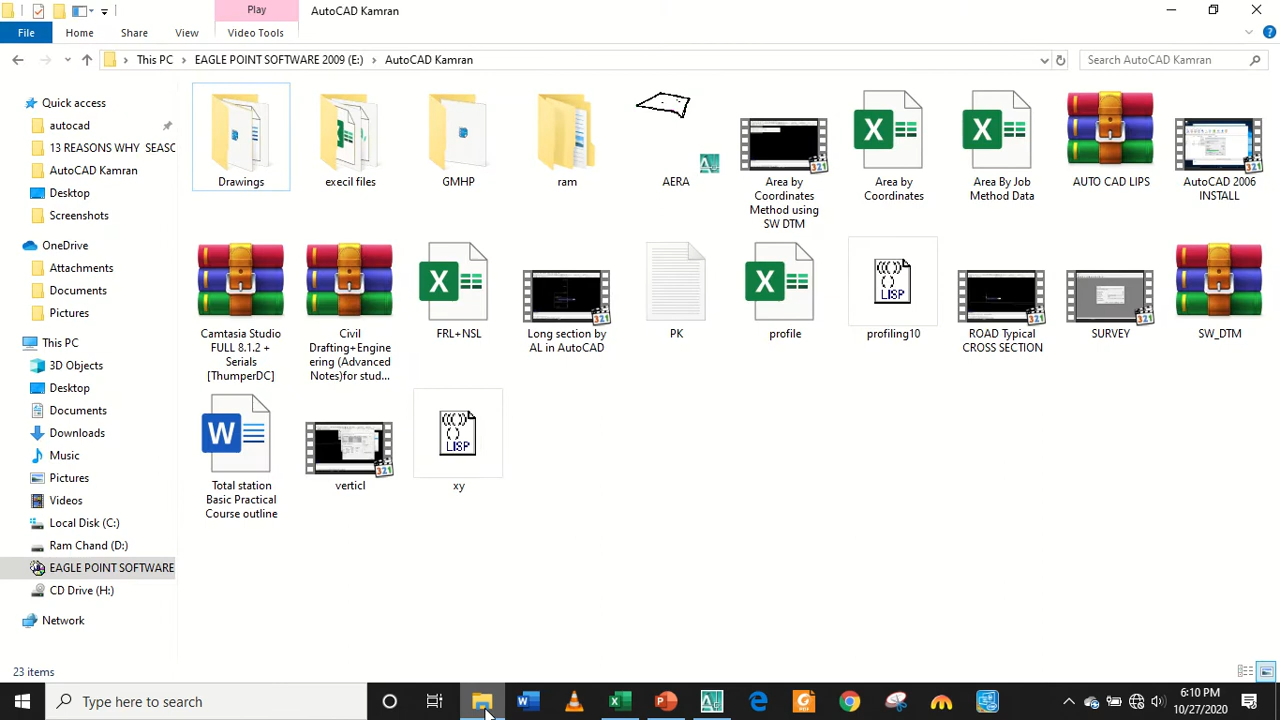 Play
AutoCAD Kamran
File
Home
Share
View
Video Tools
This PC
EAGLE POINT SOFTWARE 2009 (E:)
AutoCAD Kamran
Search AutoCAD Kamran
Quick access
autocad
13 REASONS WHY SEASC
AutoCAD Kamran
Desktop
Screenshots
OneDrive
Attachments
Documents
Pictures
This PC
3D Objects
Desktop
Documents
Downloads
Music
Pictures
Videos
Local Disk (C:)
Ram Chand (D:)
EAGLE POINT SOFTWARE
CD Drive (H:)
Network
Drawings
execil files
GMHP
ram
AERA
Area by
Coordinates
Method using
SW DTM
Area by
Coordinates
Area By Job
Method Data
AUTO CAD LIPS
AutoCAD 2006
INSTALL
Camtasia Studio
FULL 8.1.2 +
Serials
[ThumperDC]
Civil
Drafting+Engine
ering (Advanced
Notes)for stud...
FRL+NSL
Long section by
AL in AutoCAD
PK
profile
LISP
profiling10
ROAD Typical
CROSS SECTION
SURVEY
SW_DTM
Total station
Basic Practical
Course outline
verticl
LISP
xy
23 items
Type here to search
6:10 PM
10/27/2020